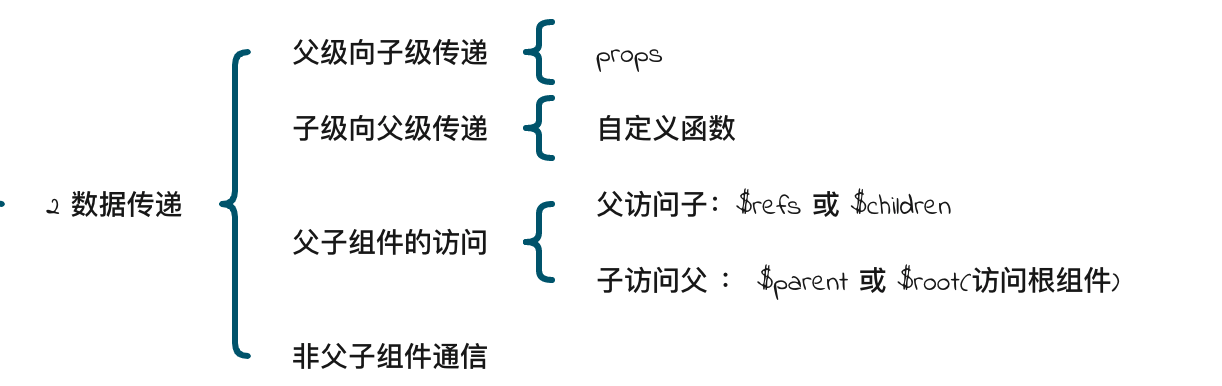 2 数据传递
父级向子级传递
props
子级向父级传递
自定义函数
父子组件的访问
父访问子：$refs 或 $children
子访问父 ： $parent 或 $root(访问根组件)
非父子组件通信